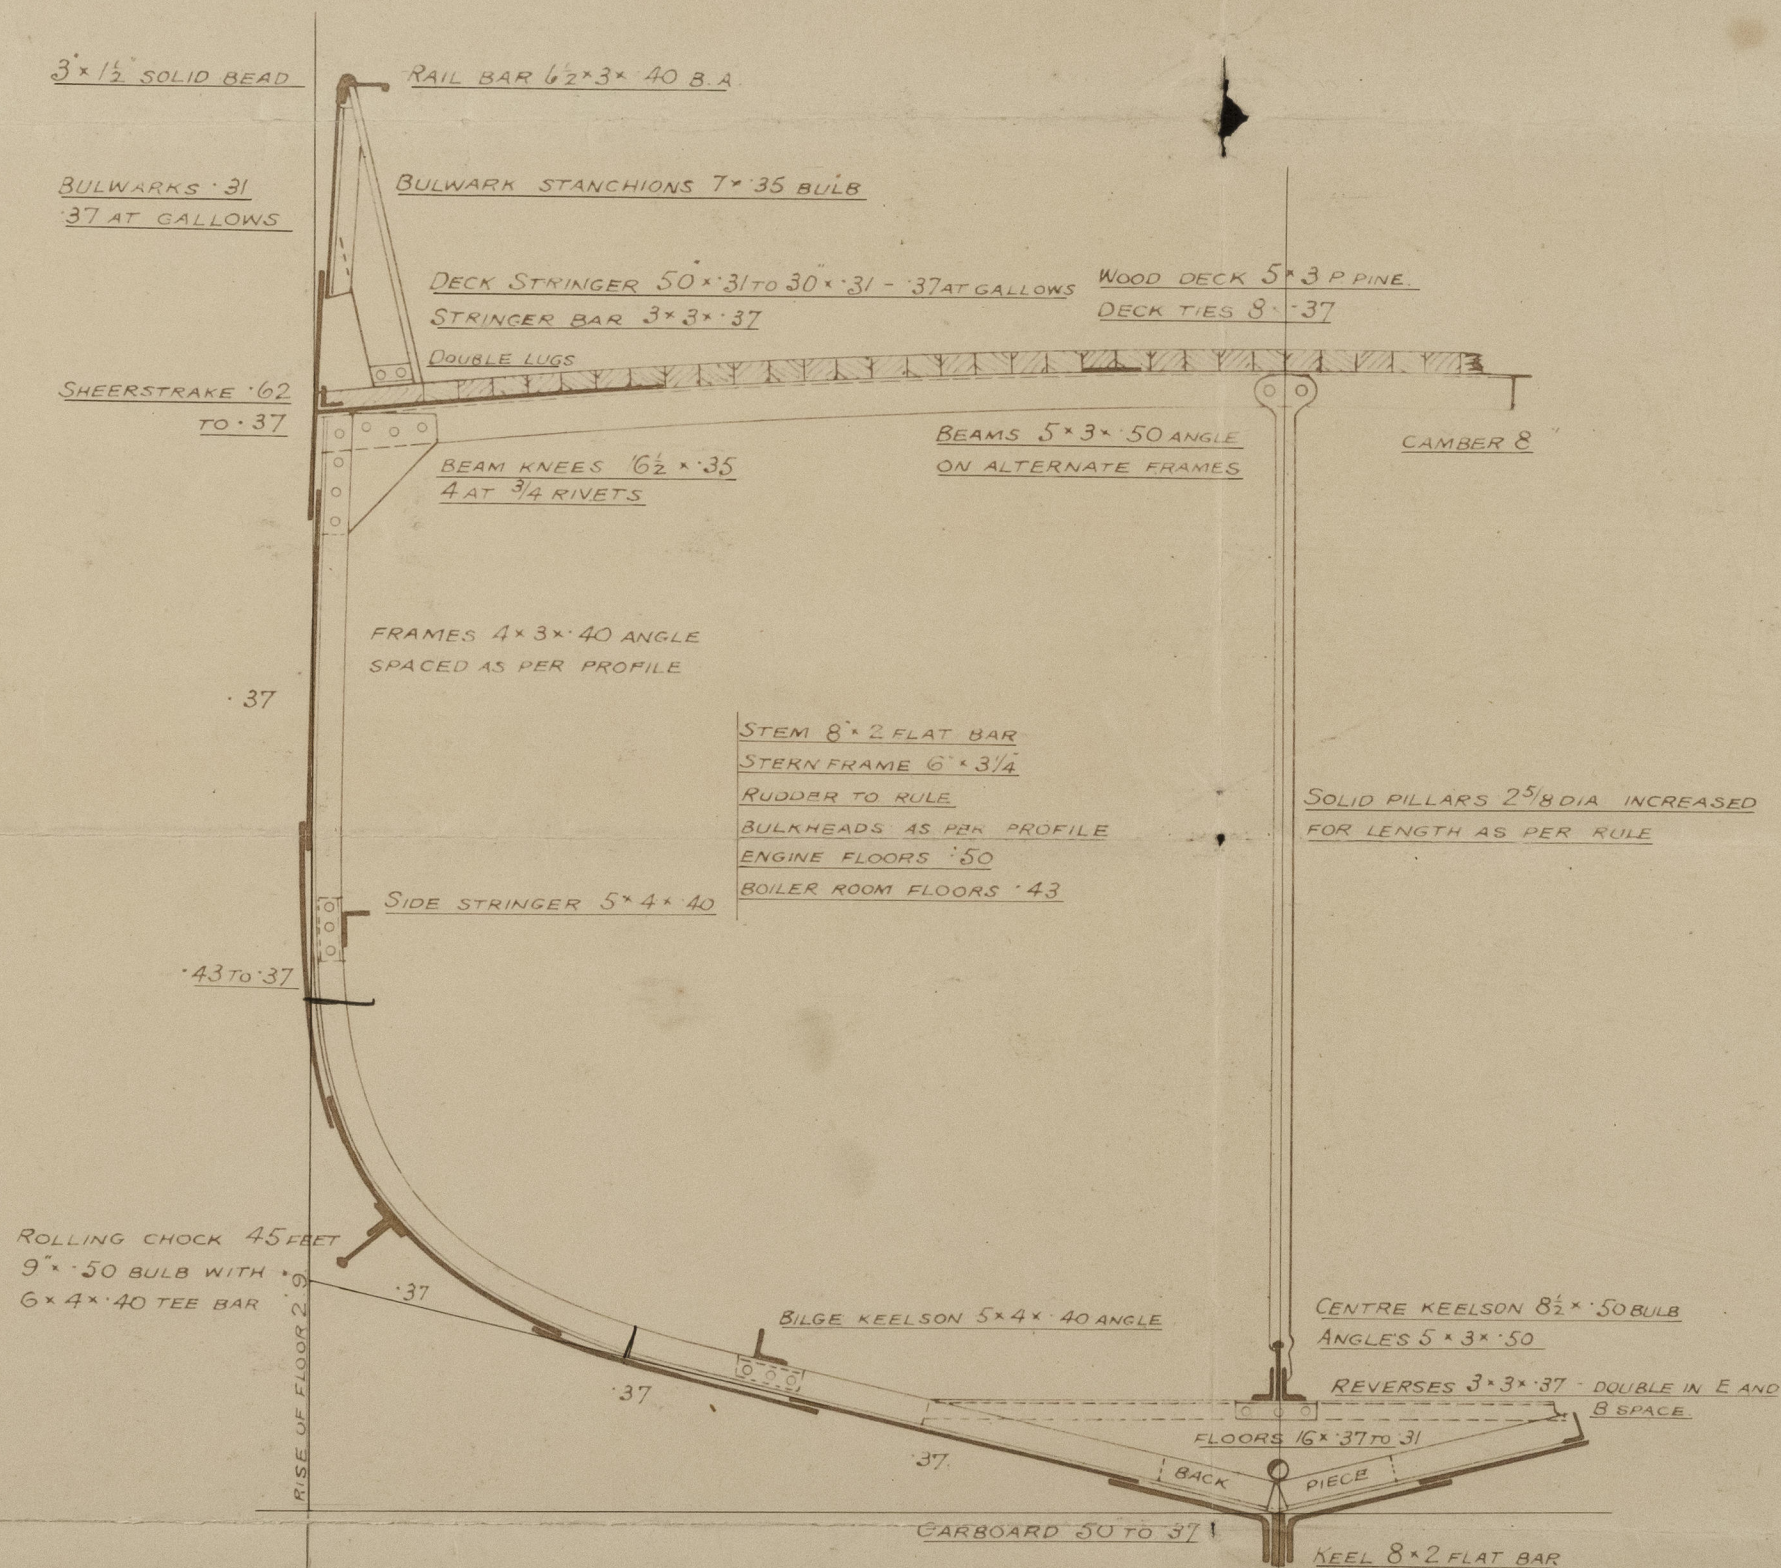 3" × 1½" SOLID BEAD
RAIL BAR 6½ × 3 × ·40 B.A.
BULWARKS ·31
·37 AT GALLOWS
BULWARK STANCHIONS 7 × ·35 BULB
DECK STRINGER 50" × ·31 TO 30" × ·31 - ·37 AT GALLOWS
STRINGER BAR 3 × 3 × ·37
DOUBLE LUGS
WOOD DECK 5 × 3 P. PINE.
DECK TIES 8 × ·37
SHEERSTRAKE ·62
TO ·37
BEAM KNEES 16½ × ·35
4 AT ¾ RIVETS
BEAMS 5 × 3 × ·50 ANGLE
ON ALTERNATE FRAMES
CAMBER 8"
FRAMES 4 × 3 × ·40 ANGLE
SPACED AS PER PROFILE
·37
STEM 8" × 2 FLAT BAR
STERN FRAME 6" × 3¼"
RUDDER TO RULE
BULKHEADS AS PER PROFILE
ENGINE FLOORS ·50
BOILER ROOM FLOORS ·43
SOLID PILLARS 2⅝ DIA INCREASED
FOR LENGTH AS PER RULE
SIDE STRINGER 5 × 4 × ·40
·43 TO ·37
ROLLING CHOCK 45 FEET
9" × ·50 BULB WITH
6 × 4 × ·40 TEE BAR
RISE OF FLOOR 2·9"
·37
BILGE KEELSON 5 × 4 × ·40 ANGLE
·37
CENTRE KEELSON 8½ × ·50 BULB
ANGLES 5 × 3 × ·50
REVERSES 3 × 3 × ·37 - DOUBLE IN E AND
B SPACE.
FLOORS 16 × ·37 TO ·31
·37
BACK PIECE
GARBOARD ·50 TO ·37
KEEL 8 × 2 FLAT BAR